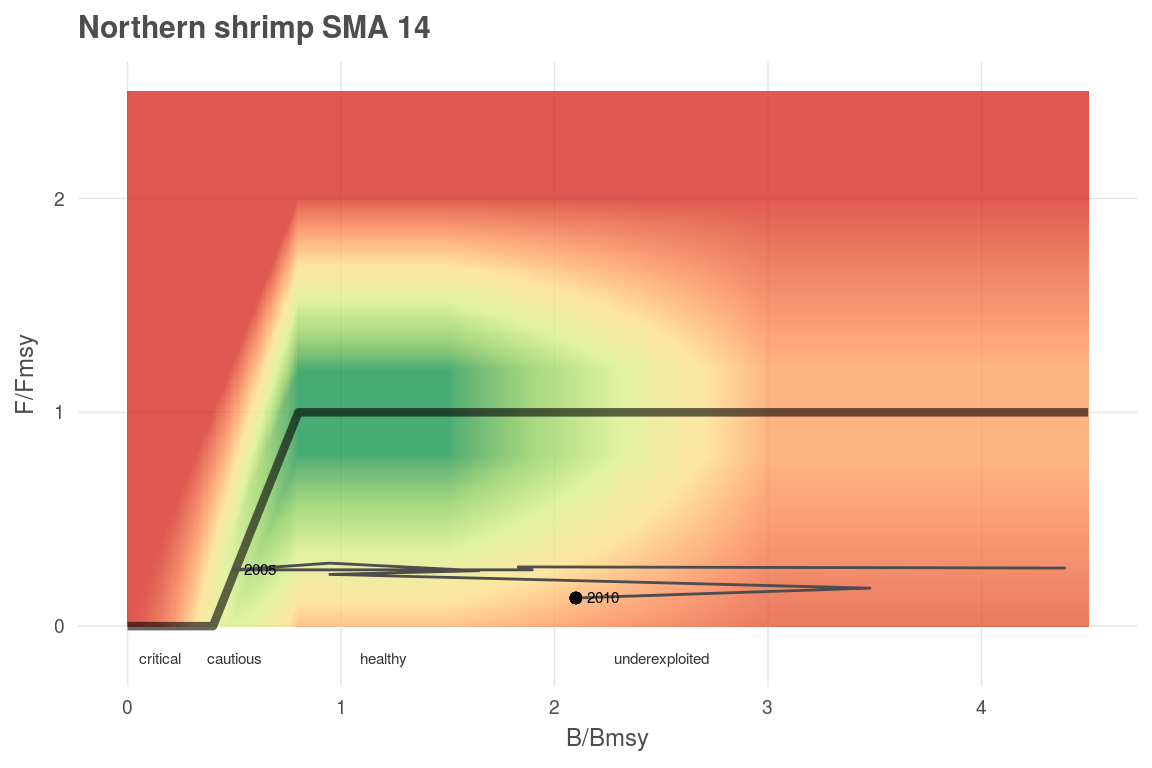 Northern shrimp SMA 14
F/Fmsy
2
1
0
2005
2010
critical cautious healthy underexploited
0 1 2 3 4
B/Bmsy